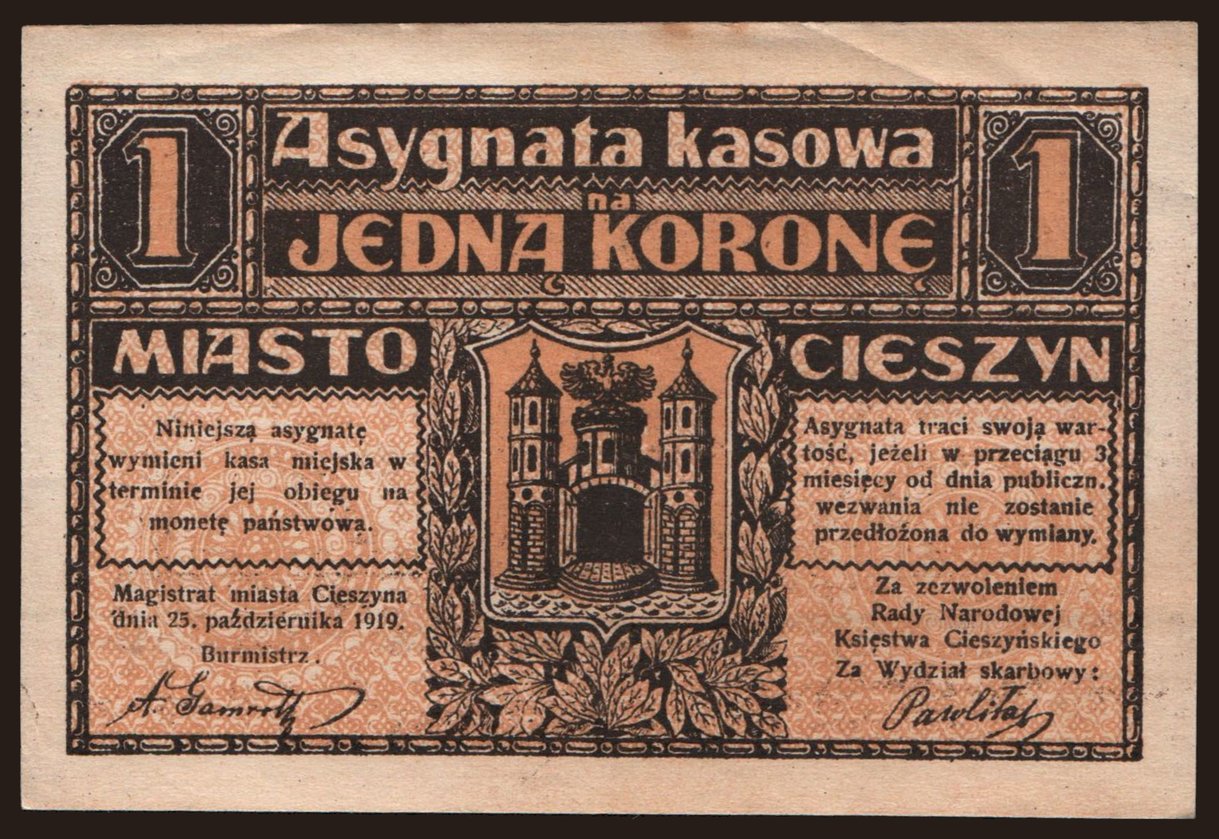 1
Asygnata kasowa
1
na
JEDNĄ KORONĘ
MIASTO
CIESZYN
Niniejszą asygnatę
wymieni kasa miejska w
terminie jej obiegu na
monetę państwową.
Asygnata traci swoją war-
tość, jeżeli w przeciągu 3
miesięcy od dnia publiczn.
wezwania nie zostanie
przedłożona do wymiany.
Magistrat miasta Cieszyna
dnia 25. października 1919.
Burmistrz.
Za zezwoleniem
Rady Narodowej
Księstwa Cieszyńskiego
Za Wydział skarbowy: